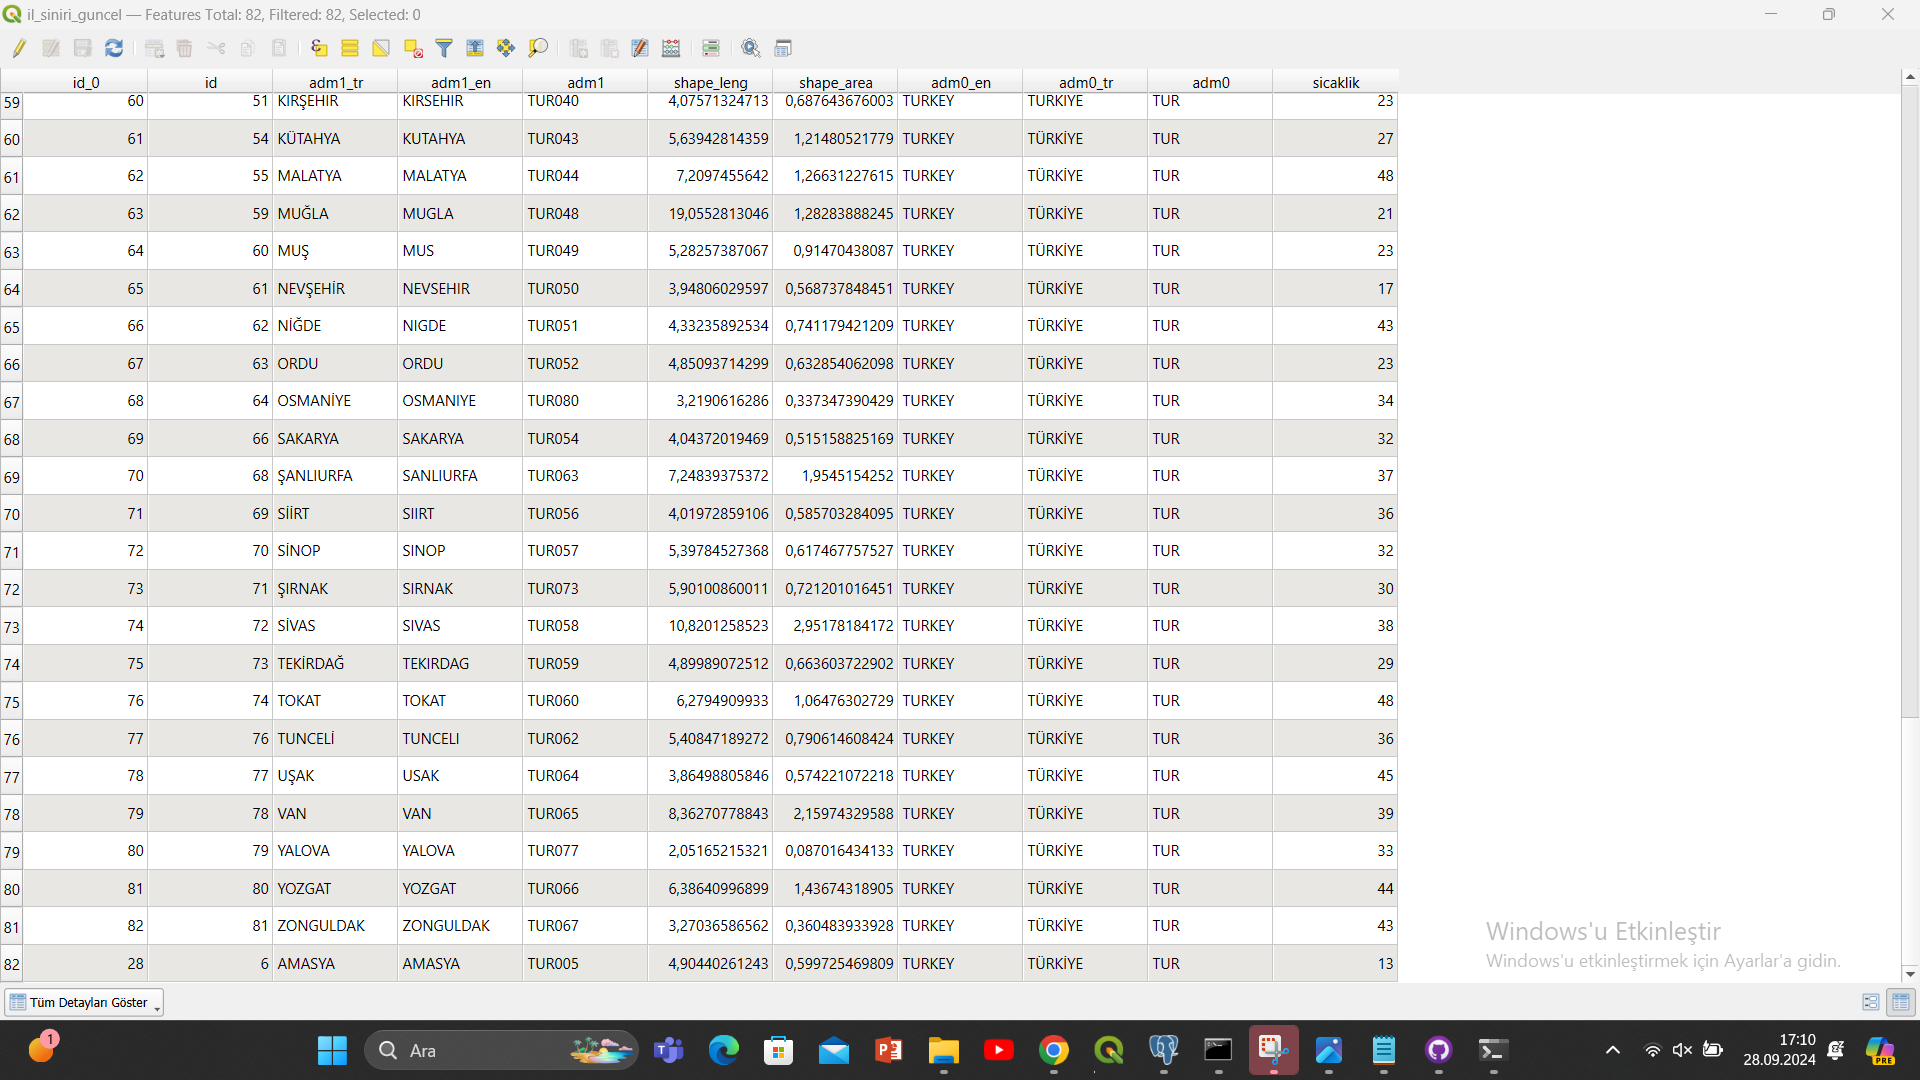 il_siniri_guncel — Features Total: 82, Filtered: 82, Selected: 0
id_0 id adm1_tr adm1_en adm1 shape_leng shape_area adm0_en adm0_tr adm0 sicaklik
59 60 51 KIRŞEHİR KIRSEHIR TUR040 4,07571324713 0,687643676003 TURKEY TÜRKİYE TUR 23
60 61 54 KÜTAHYA KUTAHYA TUR043 5,63942814359 1,21480521779 TURKEY TÜRKİYE TUR 27
61 62 55 MALATYA MALATYA TUR044 7,2097455642 1,26631227615 TURKEY TÜRKİYE TUR 48
62 63 59 MUĞLA MUGLA TUR048 19,0552813046 1,28283888245 TURKEY TÜRKİYE TUR 21
63 64 60 MUŞ MUS TUR049 5,28257387067 0,91470438087 TURKEY TÜRKİYE TUR 23
64 65 61 NEVŞEHİR NEVSEHIR TUR050 3,94806029597 0,568737848451 TURKEY TÜRKİYE TUR 17
65 66 62 NİĞDE NIGDE TUR051 4,33235892534 0,741179421209 TURKEY TÜRKİYE TUR 43
66 67 63 ORDU ORDU TUR052 4,85093714299 0,632854062098 TURKEY TÜRKİYE TUR 23
67 68 64 OSMANİYE OSMANIYE TUR080 3,2190616286 0,337347390429 TURKEY TÜRKİYE TUR 34
68 69 66 SAKARYA SAKARYA TUR054 4,04372019469 0,515158825169 TURKEY TÜRKİYE TUR 32
69 70 68 ŞANLIURFA SANLIURFA TUR063 7,24839375372 1,9545154252 TURKEY TÜRKİYE TUR 37
70 71 69 SİİRT SIIRT TUR056 4,01972859106 0,585703284095 TURKEY TÜRKİYE TUR 36
71 72 70 SİNOP SINOP TUR057 5,39784527368 0,617467757527 TURKEY TÜRKİYE TUR 32
72 73 71 ŞIRNAK SIRNAK TUR073 5,90100860011 0,721201016451 TURKEY TÜRKİYE TUR 30
73 74 72 SİVAS SIVAS TUR058 10,8201258523 2,95178184172 TURKEY TÜRKİYE TUR 38
74 75 73 TEKİRDAĞ TEKIRDAG TUR059 4,89989072512 0,663603722902 TURKEY TÜRKİYE TUR 29
75 76 74 TOKAT TOKAT TUR060 6,2794909933 1,06476302729 TURKEY TÜRKİYE TUR 48
76 77 76 TUNCELİ TUNCELI TUR062 5,40847189272 0,790614608424 TURKEY TÜRKİYE TUR 36
77 78 77 UŞAK USAK TUR064 3,86498805846 0,574221072218 TURKEY TÜRKİYE TUR 45
78 79 78 VAN VAN TUR065 8,36270778843 2,15974329588 TURKEY TÜRKİYE TUR 39
79 80 79 YALOVA YALOVA TUR077 2,05165215321 0,087016434133 TURKEY TÜRKİYE TUR 33
80 81 80 YOZGAT YOZGAT TUR066 6,38640996899 1,43674318905 TURKEY TÜRKİYE TUR 44
81 82 81 ZONGULDAK ZONGULDAK TUR067 3,27036586562 0,360483933928 TURKEY TÜRKİYE TUR 43
82 28 6 AMASYA AMASYA TUR005 4,90440261243 0,599725469809 TURKEY TÜRKİYE TUR 13
Windows'u Etkinleştir
Windows'u etkinleştirmek için Ayarlar'a gidin.
Tüm Detayları Göster
1
Ara
17:10
28.09.2024
PRE